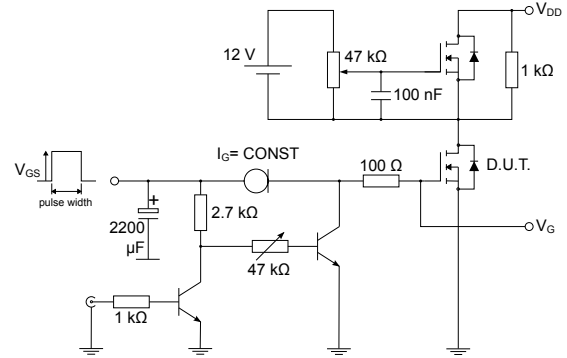 V_DD
12 V
47 kΩ
1 kΩ
100 nF
I_G= CONST
100 Ω
D.U.T.
V_GS
pulse width
+
2200
μF
2.7 kΩ
47 kΩ
V_G
1 kΩ